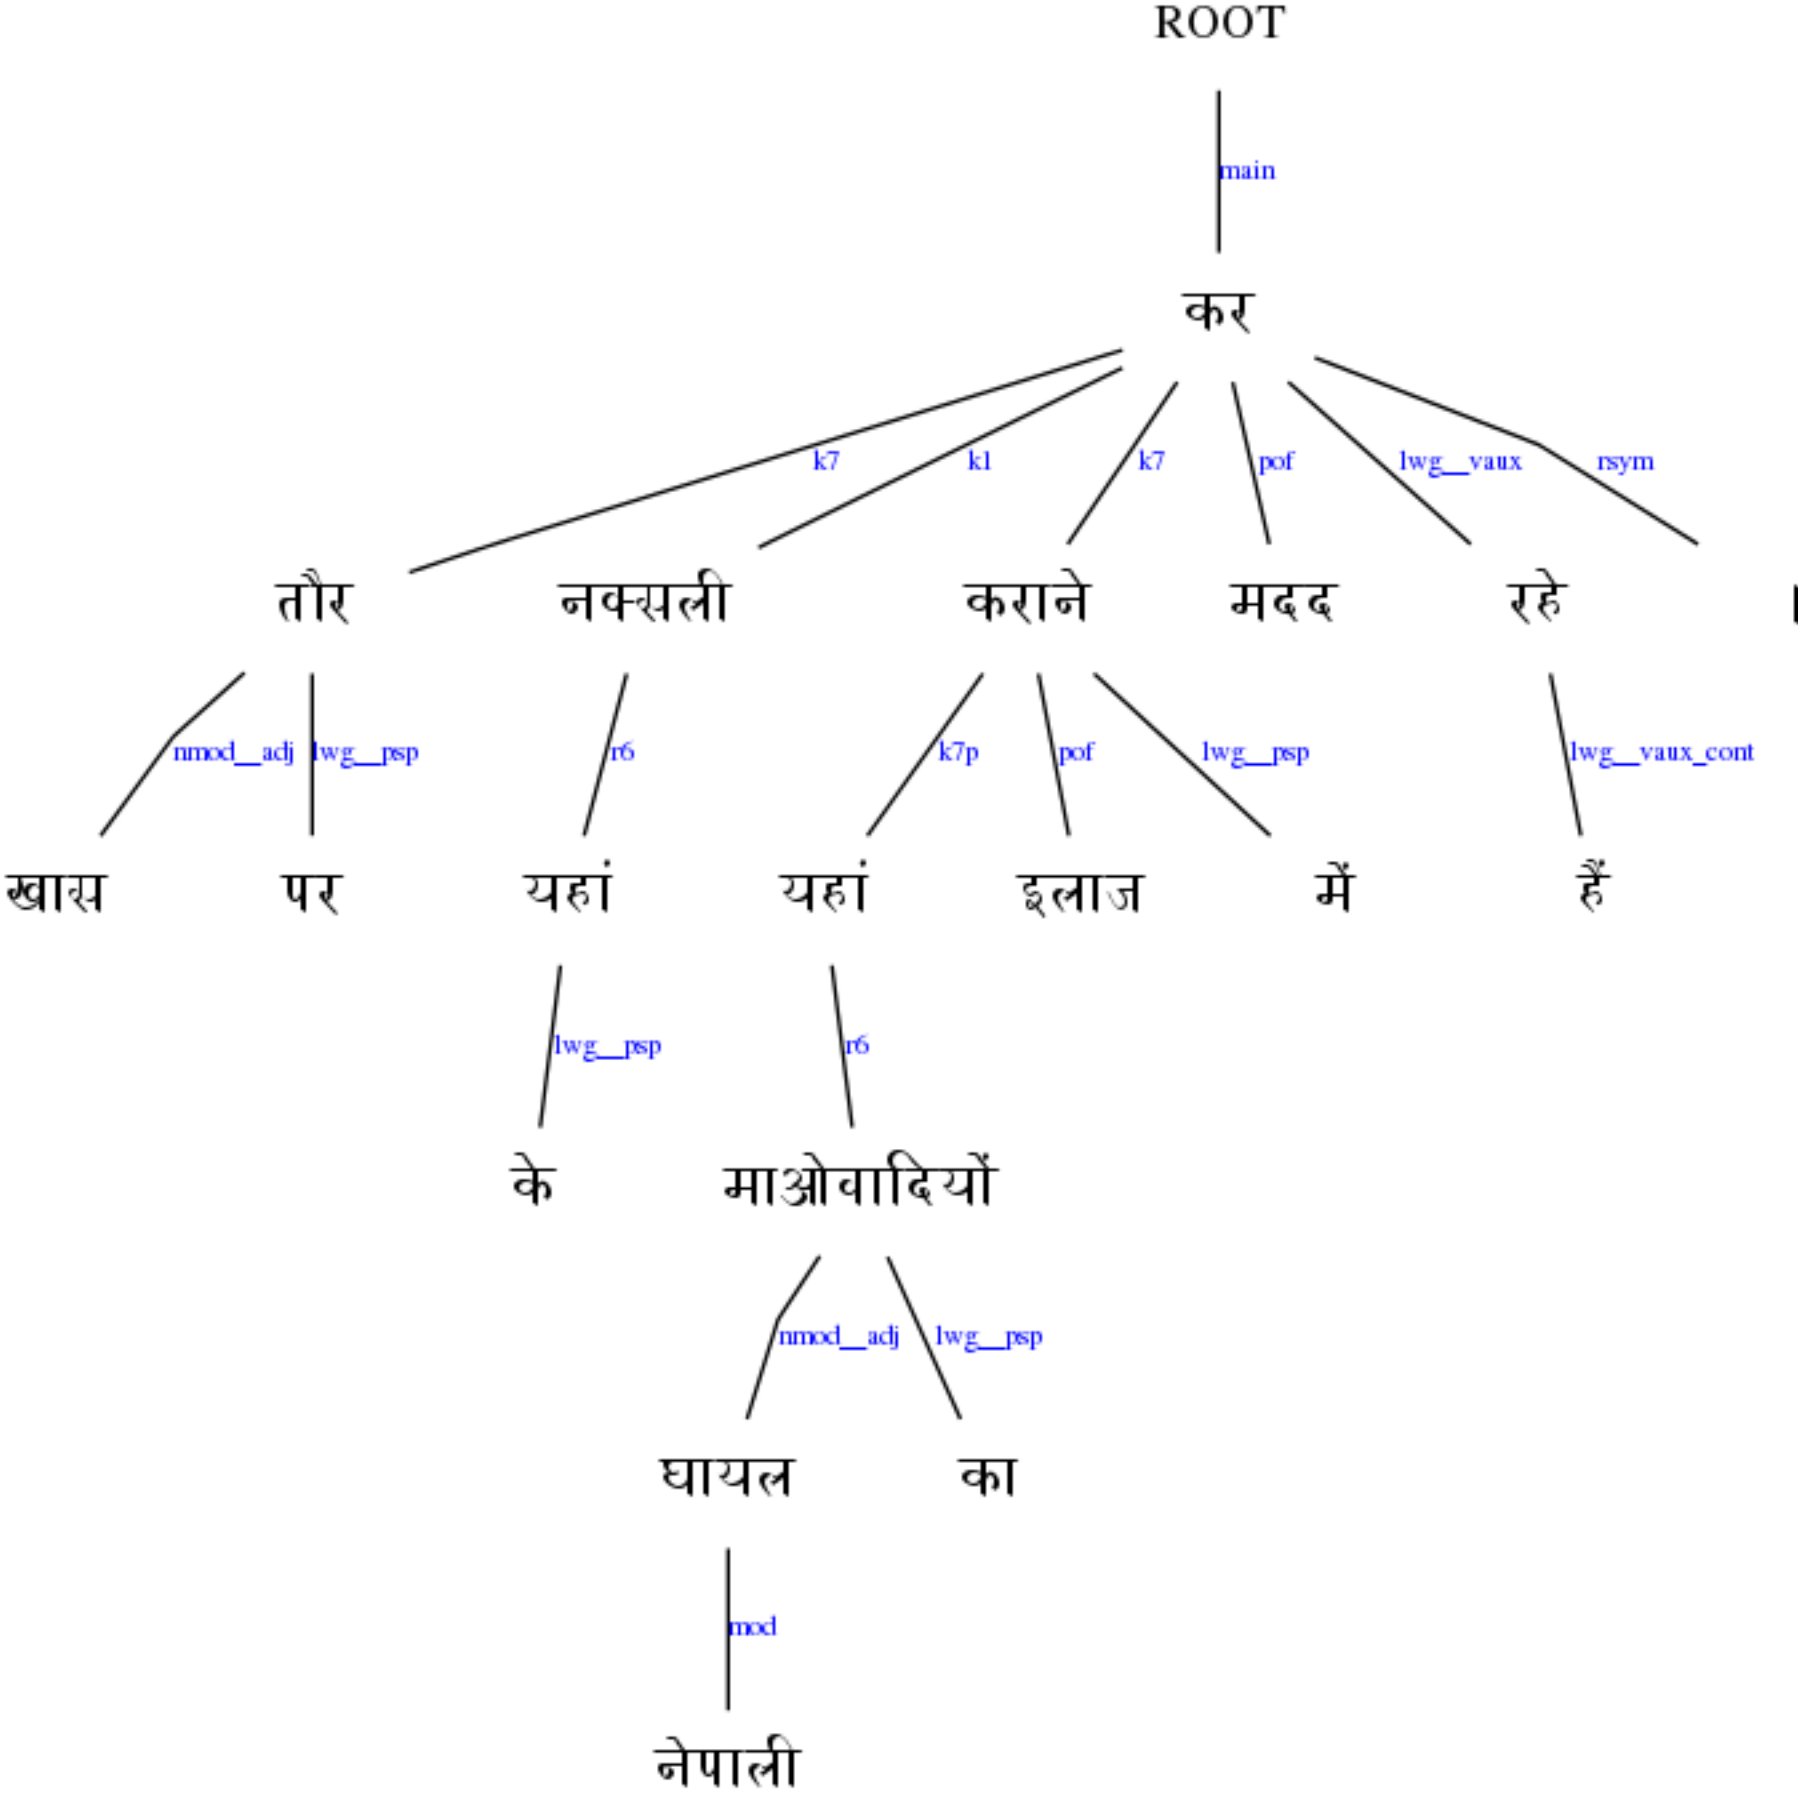 ROOT
main
कर
k7 k1 k7 pof lwg__vaux rsym
तौर नक्सली कराने मदद रहे ।
nmod__adj lwg__psp r6 k7p pof lwg__psp lwg__vaux_cont
खास पर यहां यहां इलाज में हैं
lwg__psp r6
के माओवादियों
nmod__adj lwg__psp
घायल का
mod
नेपाली